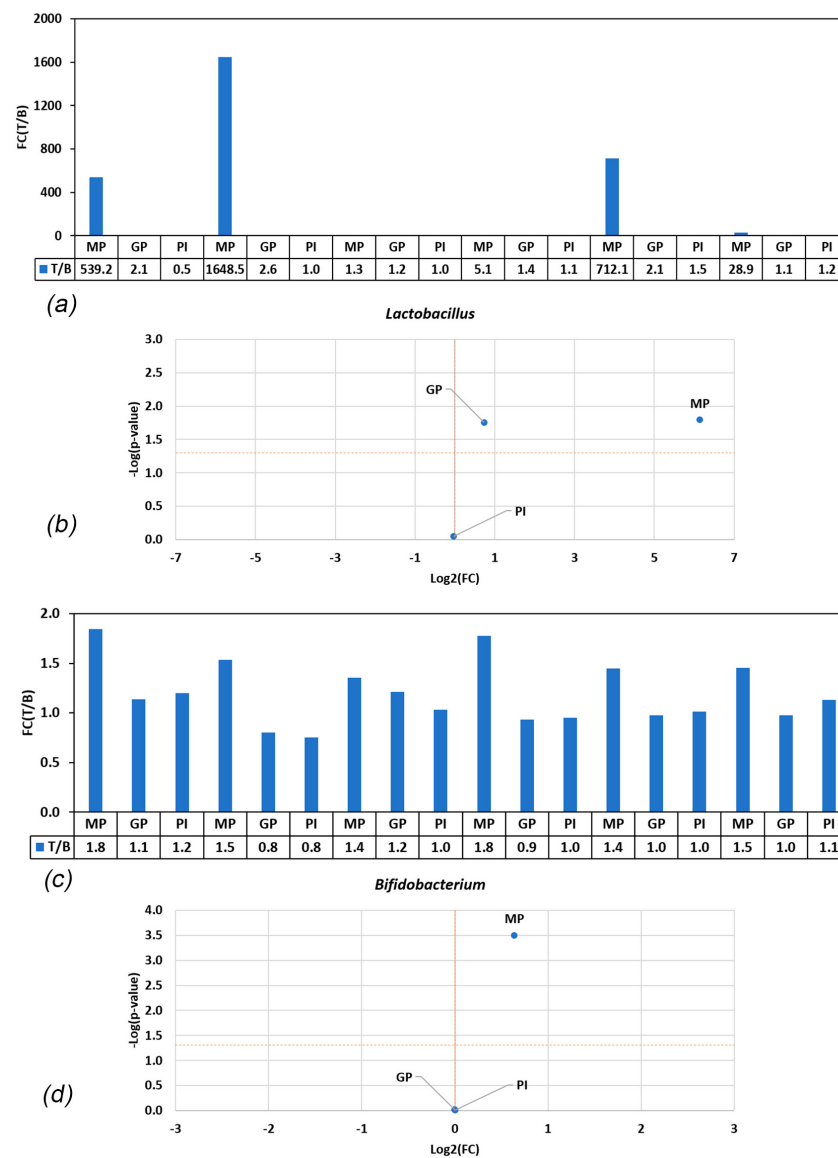 2000
1600
1200
800
400
0
FC(T/B)
MP GP PI MP GP PI MP GP PI MP GP PI MP GP PI MP GP PI
T/B 539.2 2.1 0.5 1648.5 2.6 1.0 1.3 1.2 1.0 5.1 1.4 1.1 712.1 2.1 1.5 28.9 1.1 1.2
(a)
Lactobacillus
3.0
2.5
2.0
1.5
1.0
0.5
0.0
-Log(p-value)
GP
MP
PI
-7 -5 -3 -1 1 3 5 7
Log2(FC)
(b)
2.0
1.5
1.0
0.5
0.0
FC(T/B)
MP GP PI MP GP PI MP GP PI MP GP PI MP GP PI MP GP PI
T/B 1.8 1.1 1.2 1.5 0.8 0.8 1.4 1.2 1.0 1.8 0.9 1.0 1.4 1.0 1.0 1.5 1.0 1.1
(c)
Bifidobacterium
4.0
3.5
3.0
2.5
2.0
1.5
1.0
0.5
0.0
-Log(p-value)
MP
GP
PI
-3 -2 -1 0 1 2 3
Log2(FC)
(d)